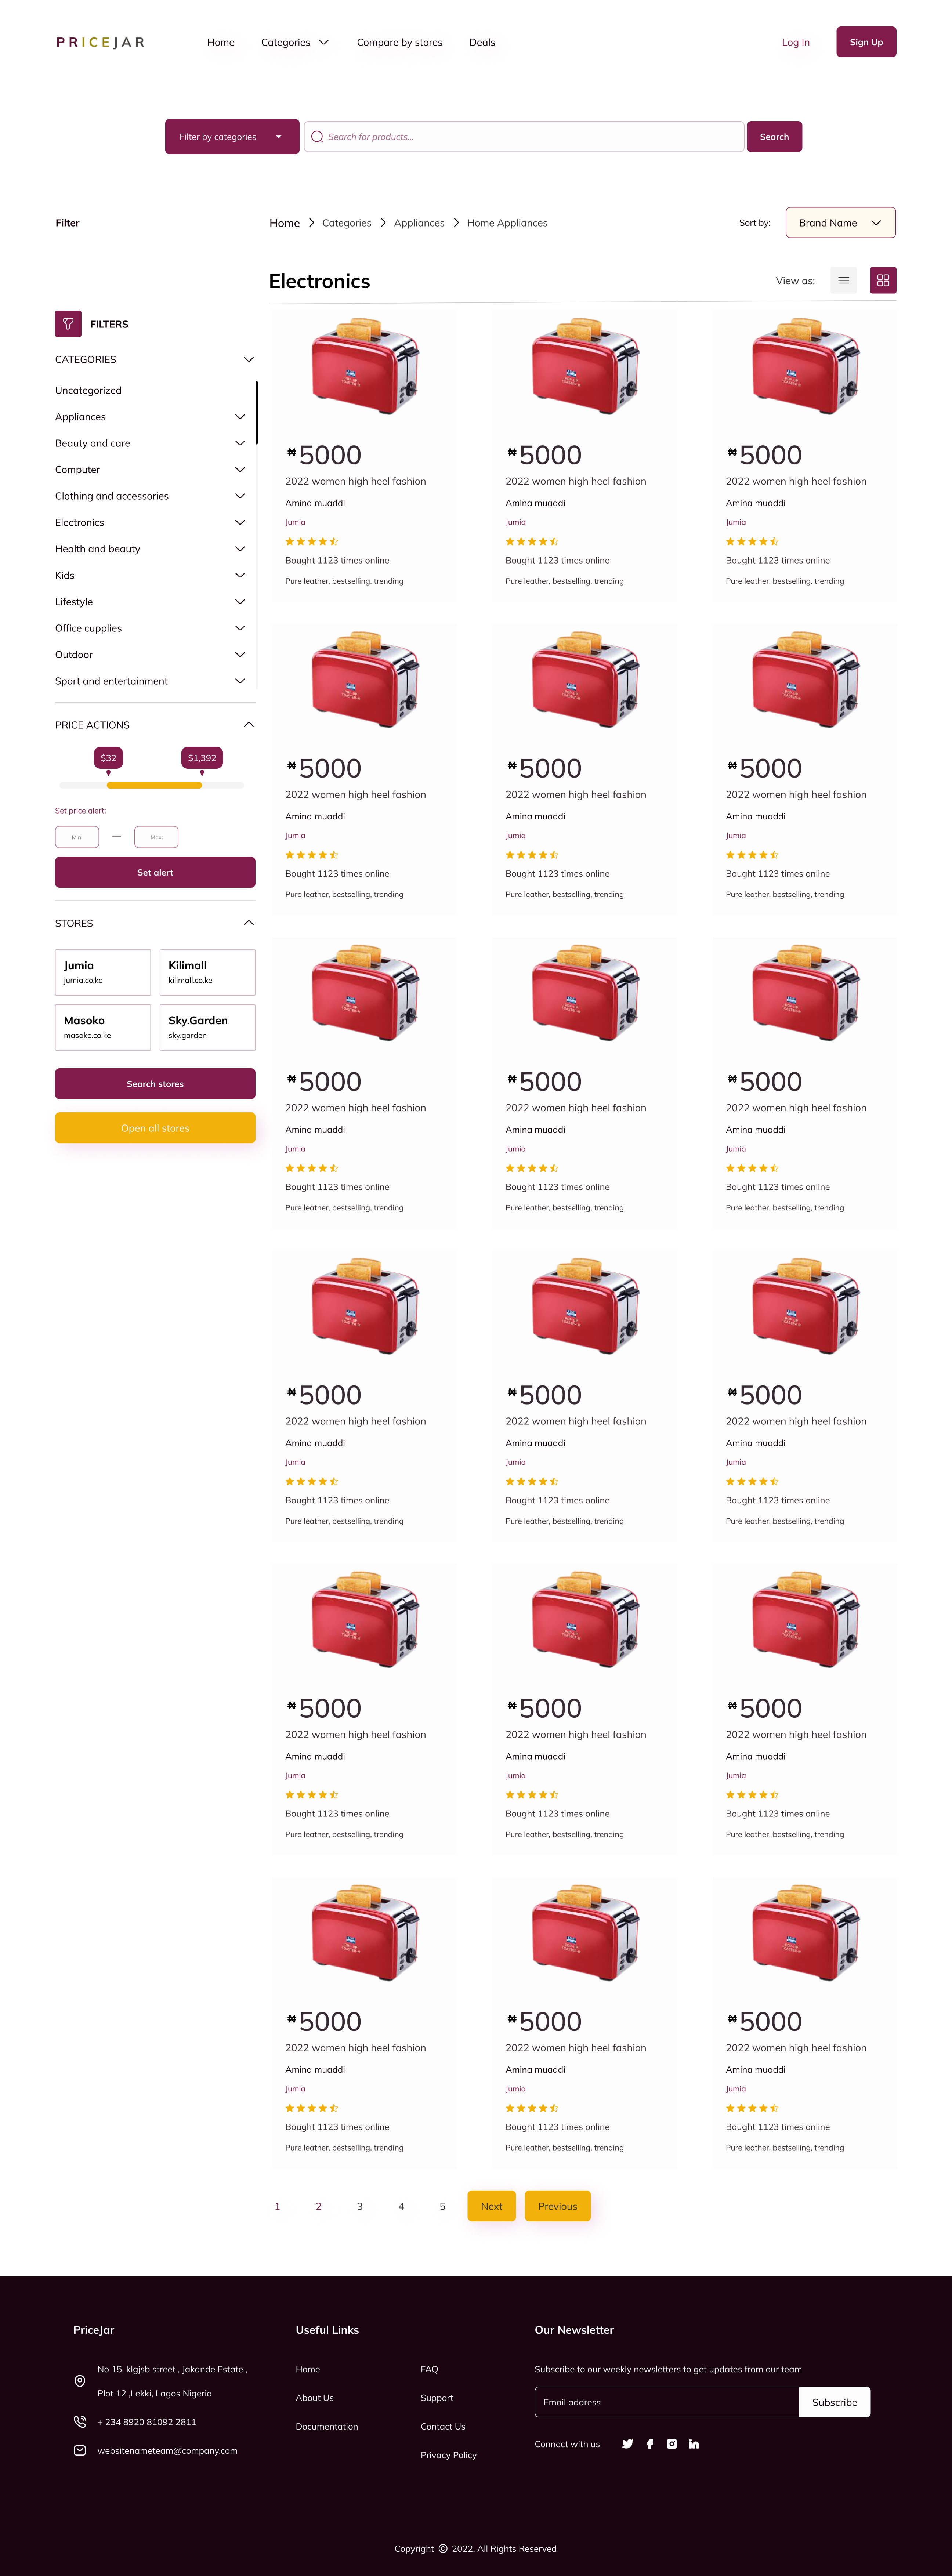 PRICEJAR
Home Categories Compare by stores Deals Log In Sign Up
Filter by categories Search for products... Search
Filter Home Categories Appliances Home Appliances Sort by: Brand Name
Electronics View as:
FILTERS
CATEGORIES
Uncategorized
Appliances
Beauty and care
Computer
Clothing and accessories
Electronics
Health and beauty
Kids
Lifestyle
Office cupplies
Outdoor
Sport and entertainment
PRICE ACTIONS
$32 $1,392
Set price alert:
Min: — Max:
Set alert
STORES
Jumia Kilimall
jumia.co.ke kilimall.co.ke
Masoko Sky.Garden
masoko.co.ke sky.garden
Search stores
Open all stores
₦5000 ₦5000 ₦5000
2022 women high heel fashion 2022 women high heel fashion 2022 women high heel fashion
Amina muaddi Amina muaddi Amina muaddi
Jumia Jumia Jumia
Bought 1123 times online Bought 1123 times online Bought 1123 times online
Pure leather, bestselling, trending Pure leather, bestselling, trending Pure leather, bestselling, trending
₦5000 ₦5000 ₦5000
2022 women high heel fashion 2022 women high heel fashion 2022 women high heel fashion
Amina muaddi Amina muaddi Amina muaddi
Jumia Jumia Jumia
Bought 1123 times online Bought 1123 times online Bought 1123 times online
Pure leather, bestselling, trending Pure leather, bestselling, trending Pure leather, bestselling, trending
₦5000 ₦5000 ₦5000
2022 women high heel fashion 2022 women high heel fashion 2022 women high heel fashion
Amina muaddi Amina muaddi Amina muaddi
Jumia Jumia Jumia
Bought 1123 times online Bought 1123 times online Bought 1123 times online
Pure leather, bestselling, trending Pure leather, bestselling, trending Pure leather, bestselling, trending
₦5000 ₦5000 ₦5000
2022 women high heel fashion 2022 women high heel fashion 2022 women high heel fashion
Amina muaddi Amina muaddi Amina muaddi
Jumia Jumia Jumia
Bought 1123 times online Bought 1123 times online Bought 1123 times online
Pure leather, bestselling, trending Pure leather, bestselling, trending Pure leather, bestselling, trending
₦5000 ₦5000 ₦5000
2022 women high heel fashion 2022 women high heel fashion 2022 women high heel fashion
Amina muaddi Amina muaddi Amina muaddi
Jumia Jumia Jumia
Bought 1123 times online Bought 1123 times online Bought 1123 times online
Pure leather, bestselling, trending Pure leather, bestselling, trending Pure leather, bestselling, trending
₦5000 ₦5000 ₦5000
2022 women high heel fashion 2022 women high heel fashion 2022 women high heel fashion
Amina muaddi Amina muaddi Amina muaddi
Jumia Jumia Jumia
Bought 1123 times online Bought 1123 times online Bought 1123 times online
Pure leather, bestselling, trending Pure leather, bestselling, trending Pure leather, bestselling, trending
1 2 3 4 5 Next Previous
PriceJar
No 15, klgjsb street , Jakande Estate ,
Plot 12 ,Lekki, Lagos Nigeria
+ 234 8920 81092 2811
websitenameteam@company.com
Useful Links
Home FAQ
About Us Support
Documentation Contact Us
Privacy Policy
Our Newsletter
Subscribe to our weekly newsletters to get updates from our team
Email address Subscribe
Connect with us
Copyright © 2022. All Rights Reserved